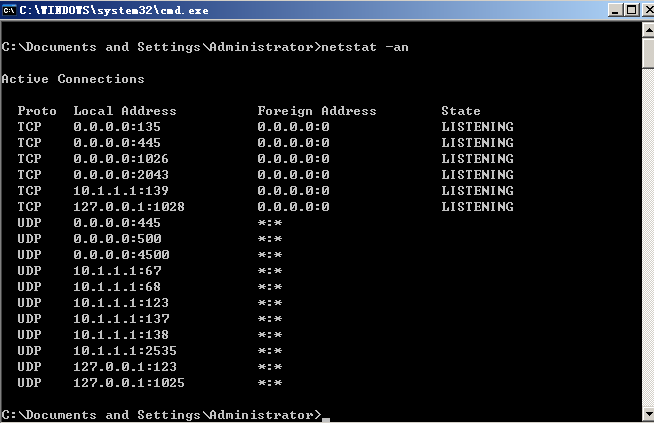 C:\WINDOWS\system32\cmd.exe
C:\Documents and Settings\Administrator>netstat -an
Active Connections
Proto  Local Address          Foreign Address        State
TCP    0.0.0.0:135            0.0.0.0:0              LISTENING
TCP    0.0.0.0:445            0.0.0.0:0              LISTENING
TCP    0.0.0.0:1026           0.0.0.0:0              LISTENING
TCP    0.0.0.0:2043           0.0.0.0:0              LISTENING
TCP    10.1.1.1:139           0.0.0.0:0              LISTENING
TCP    127.0.0.1:1028         0.0.0.0:0              LISTENING
UDP    0.0.0.0:445            *:*
UDP    0.0.0.0:500            *:*
UDP    0.0.0.0:4500           *:*
UDP    10.1.1.1:67            *:*
UDP    10.1.1.1:68            *:*
UDP    10.1.1.1:123           *:*
UDP    10.1.1.1:137           *:*
UDP    10.1.1.1:138           *:*
UDP    10.1.1.1:2535          *:*
UDP    127.0.0.1:123          *:*
UDP    127.0.0.1:1025         *:*
C:\Documents and Settings\Administrator>_